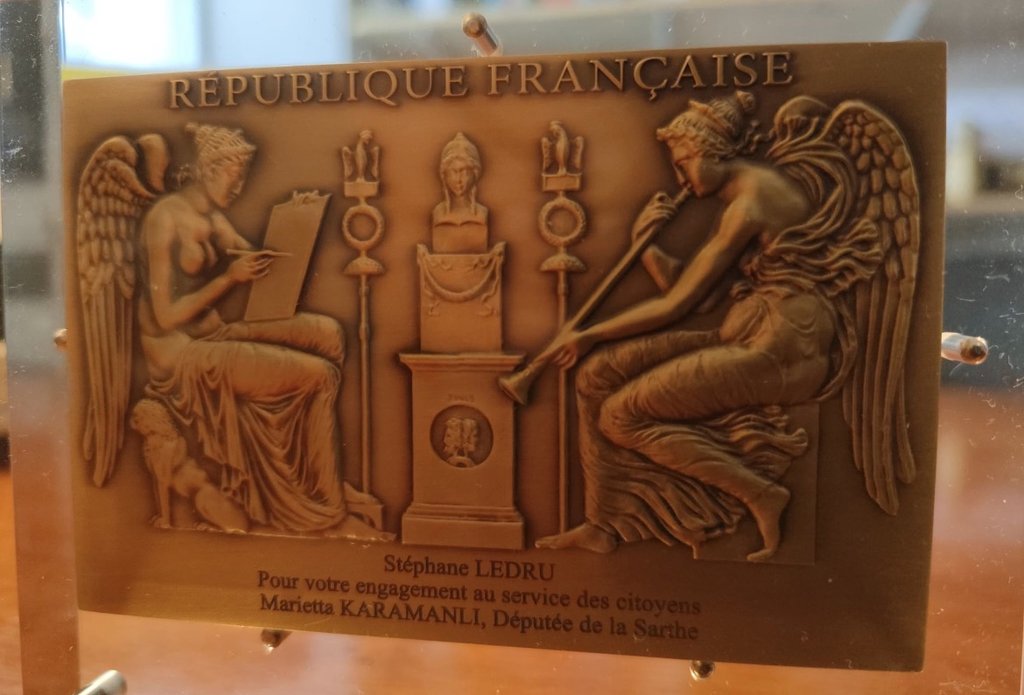 RÉPUBLIQUE FRANÇAISE
Stéphane LEDRU
Pour votre engagement au service des citoyens
Marietta KARAMANLI, Députée de la Sarthe